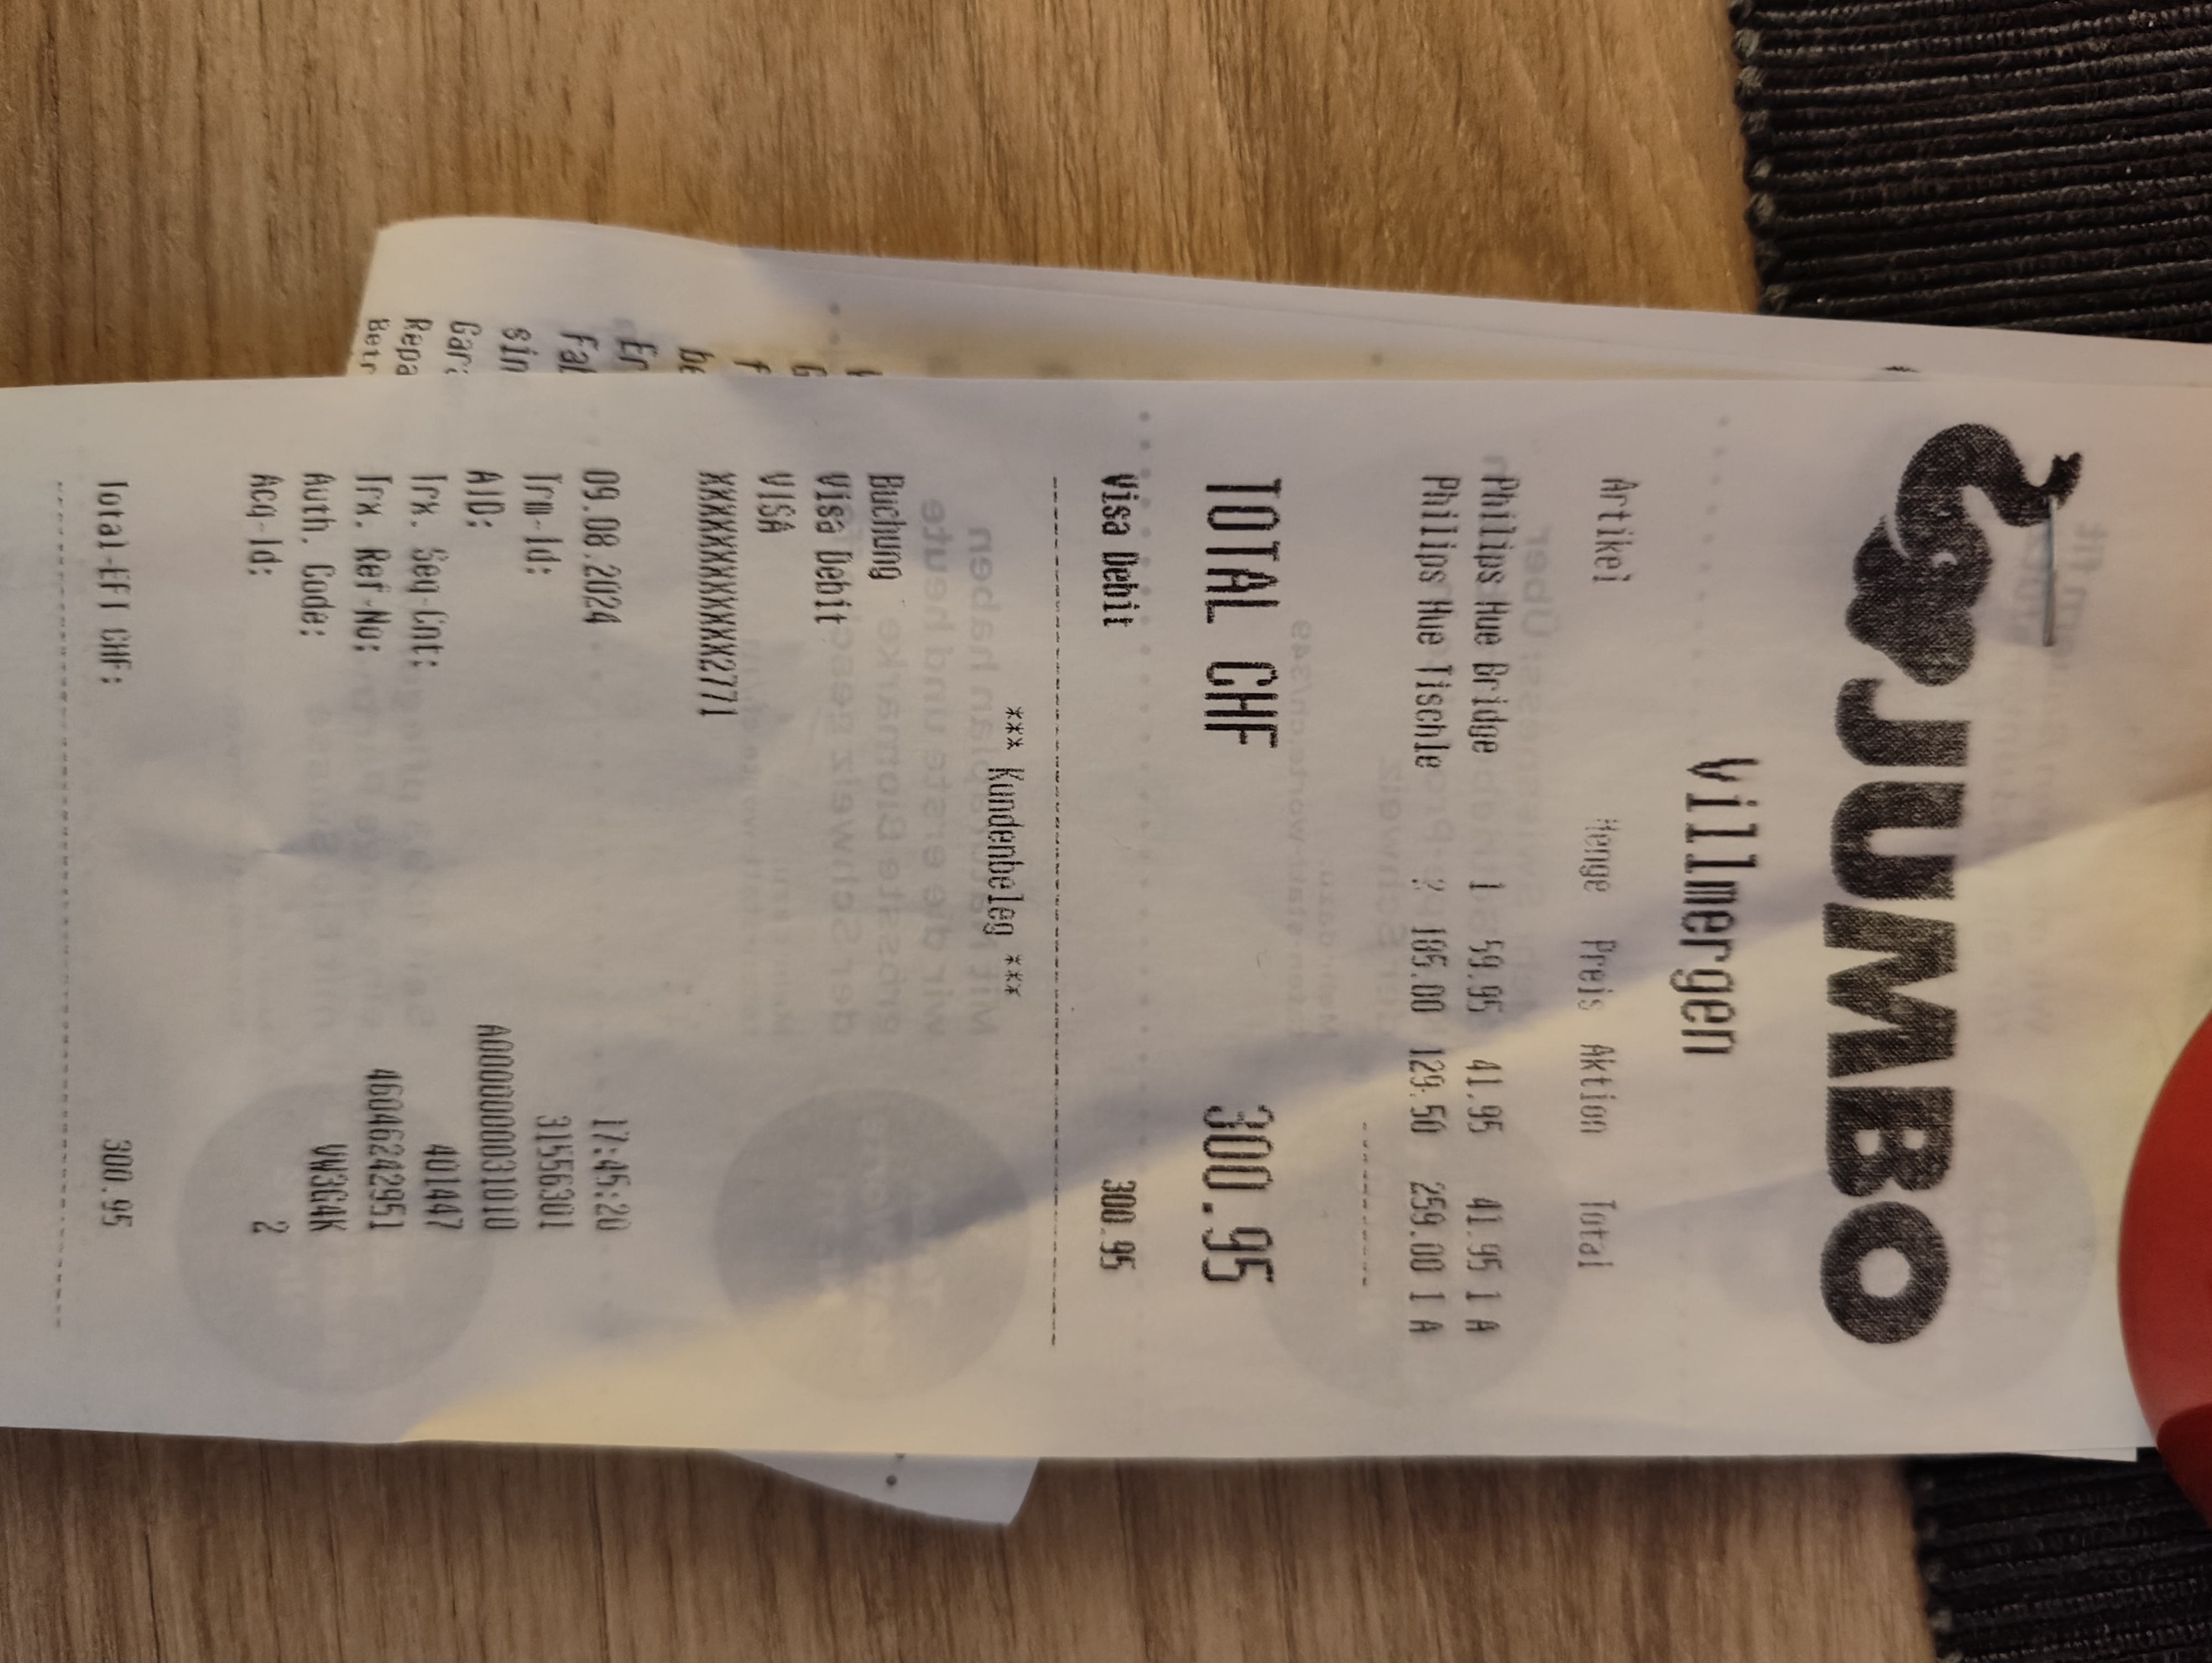 JUMBO
Villmergen
Artikel Menge Preis Aktion Total
Philips Hue Bridge 1 59.95 41.95 41.95 1 A
Philips Hue Tischle 2 185.00 129.50 259.00 1 A
TOTAL CHF 300.95
Visa Debit 300.95
*** Kundenbeleg ***
Buchung
Visa Debit
VISA
XXXXXXXXXXXX2771
09.08.2024 17:45:20
Trm-Id: 31556301
AID: A0000000031010
Trx. Seq-Cnt: 401447
Trx. Ref-No: 46046242951
Auth. Code: VW3G4K
Acq-Id: 2
Total-EFT CHF: 300.95